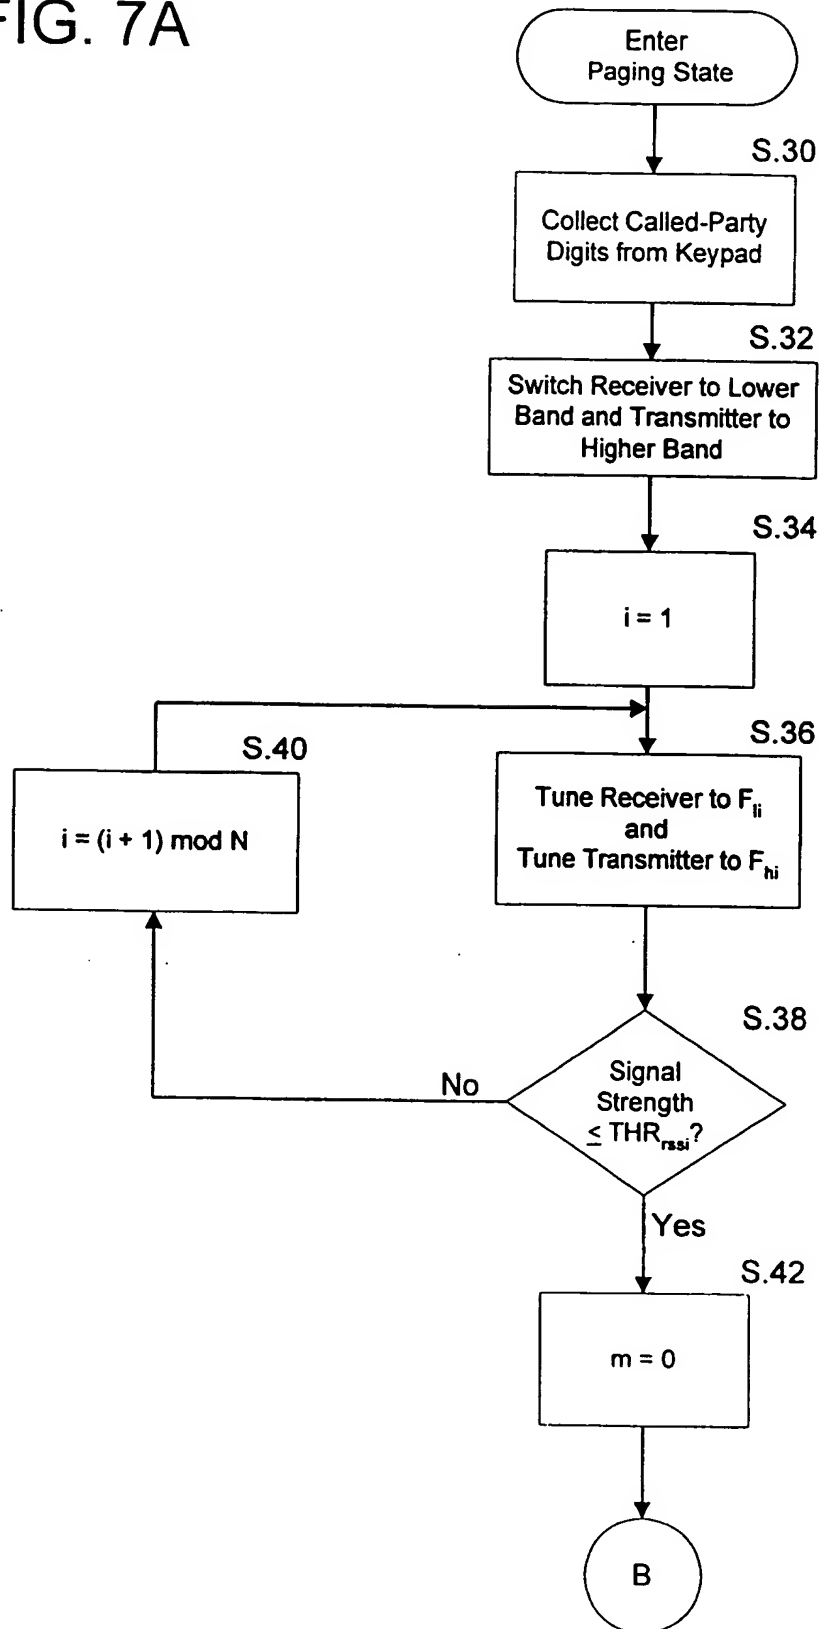 FIG. 7A
Enter
Paging State
S.30
Collect Called-Party
Digits from Keypad
S.32
Switch Receiver to Lower
Band and Transmitter to
Higher Band
S.34
i = 1
S.36
Tune Receiver to Fli
and
Tune Transmitter to Fhi
S.40
i = (i + 1) mod N
S.38
Signal
Strength
≤ THRrssi?
No
Yes
S.42
m = 0
B